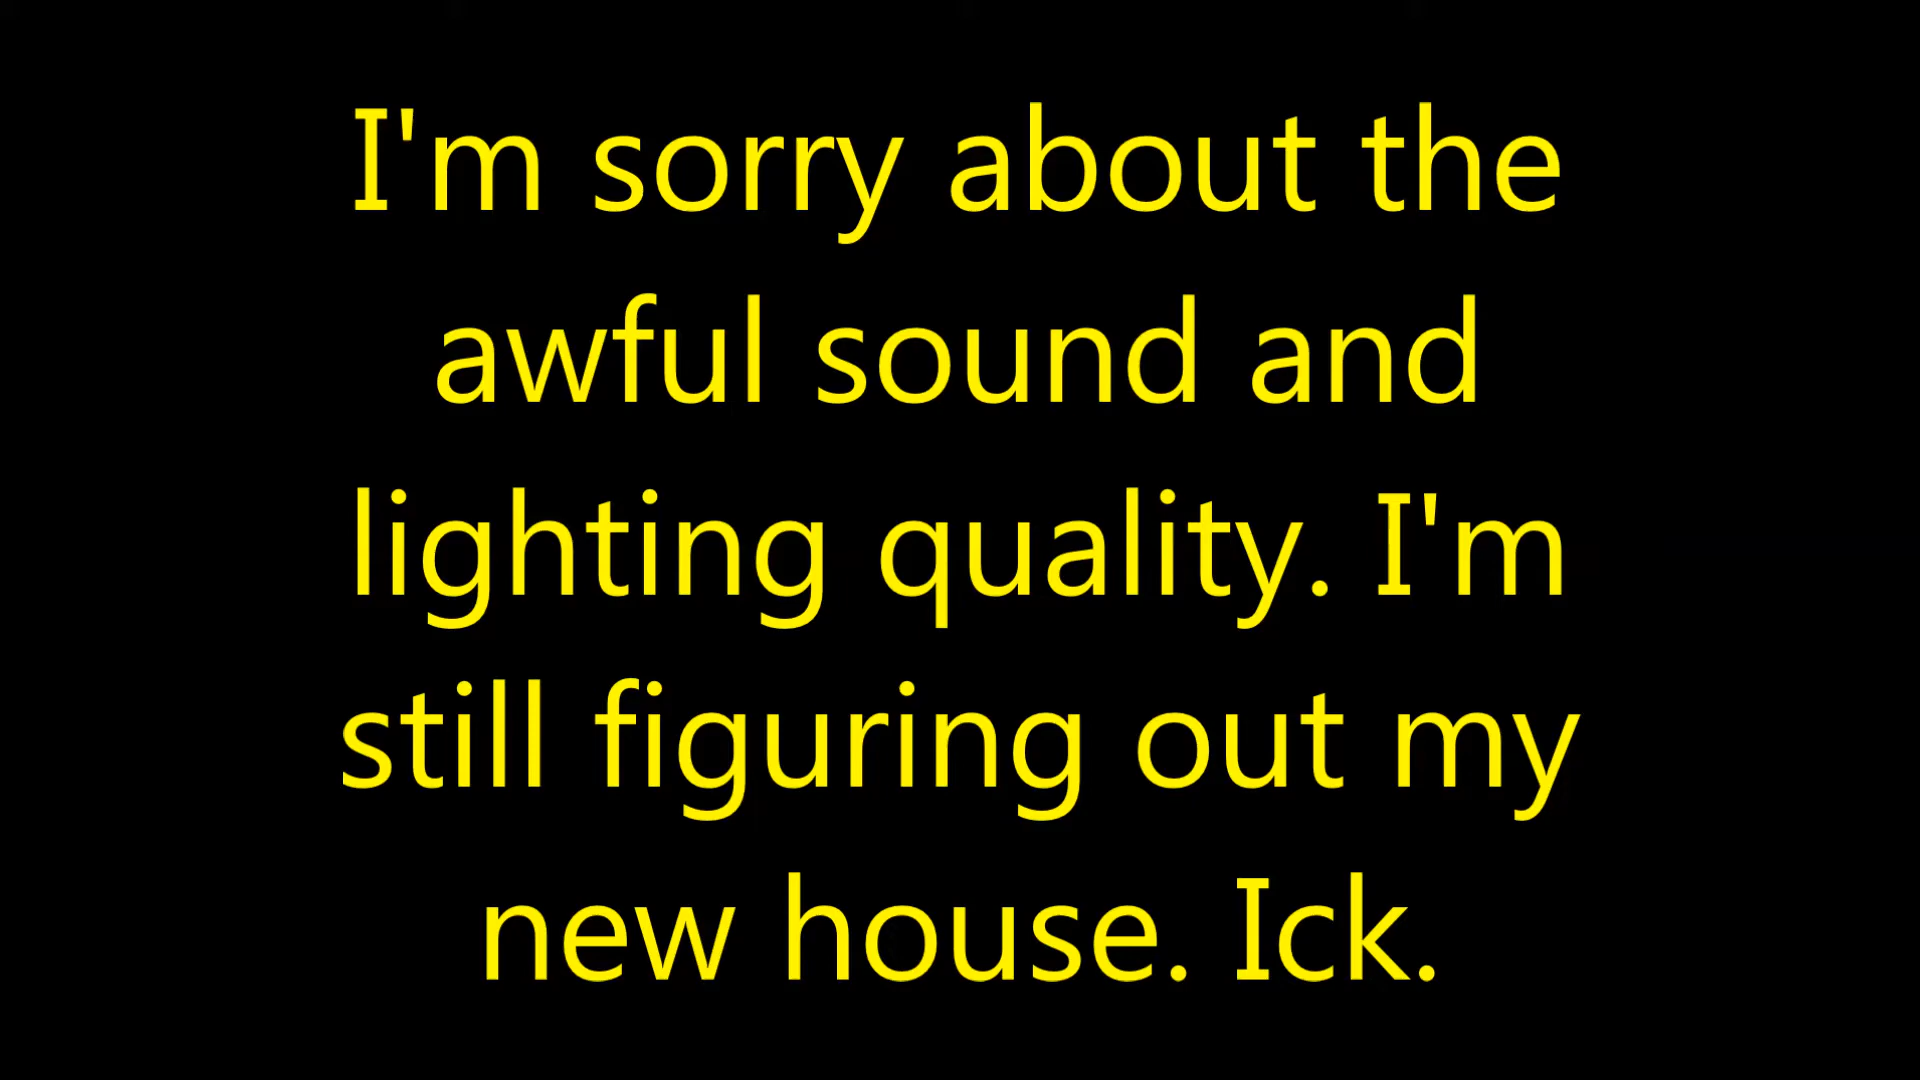 I'm sorry about the
awful sound and
lighting quality. I'm
still figuring out my
new house. Ick.